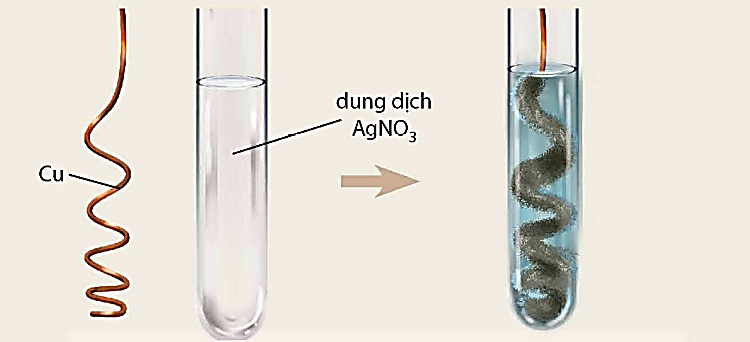 Cu
dung dịch
AgNO₃